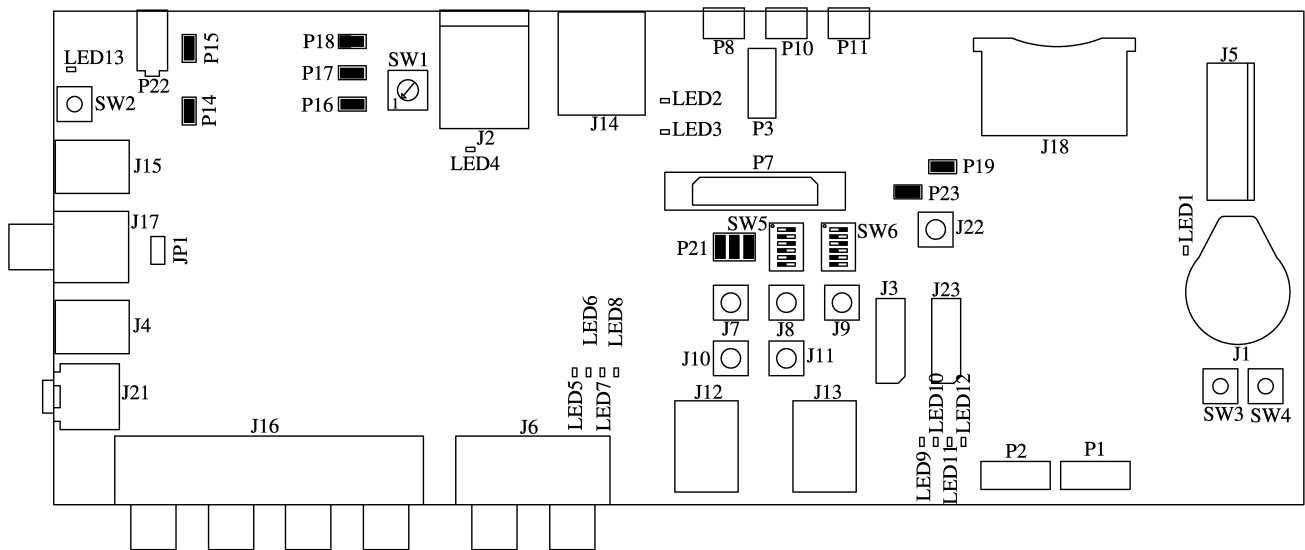 LED13
P22
P15
P14
SW2
P18
P17
P16
SW1
1
J2
LED4
J14
LED2
LED3
P8
P10
P11
P3
J18
J5
J15
P7
P19
P23
J17
JP1
SW5
SW6
P21
J22
LED1
J4
LED6
LED8
J7
J8
J9
J3
J23
J1
J10
J11
J21
LED5
LED7
J12
J13
LED10
LED12
SW3
SW4
J16
J6
LED9
LED11
P2
P1